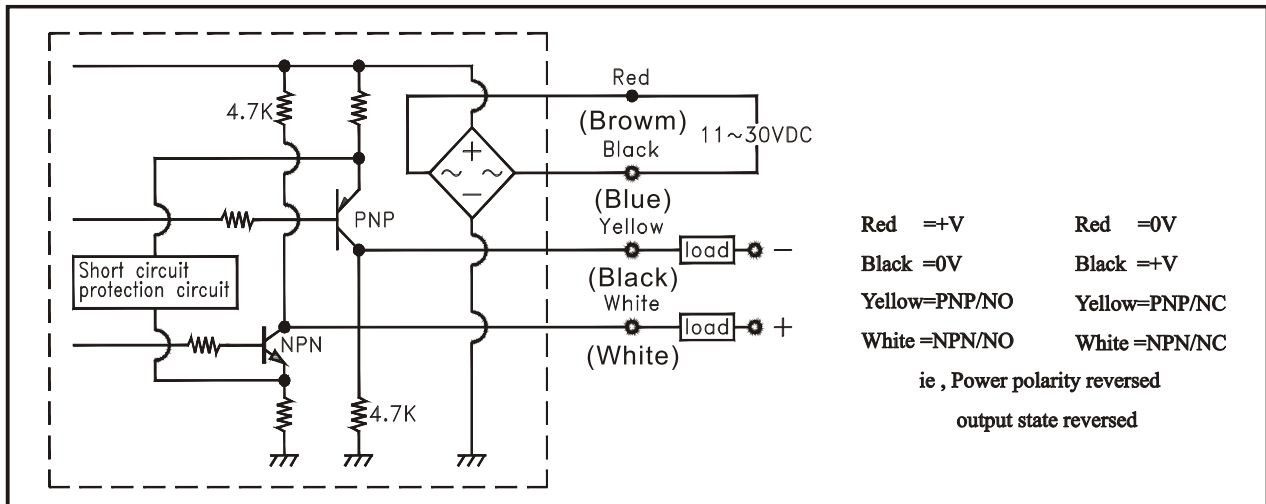 Red
4.7K
(Browm)
11~30VDC
Black
+
~ ~
−
(Blue)
PNP
Yellow
load −
Short circuit
protection circuit
(Black)
White
load +
NPN
(White)
4.7K
Red =+V
Black =0V
Yellow=PNP/NO
White =NPN/NO
Red =0V
Black =+V
Yellow=PNP/NC
White =NPN/NC
ie , Power polarity reversed
output state reversed